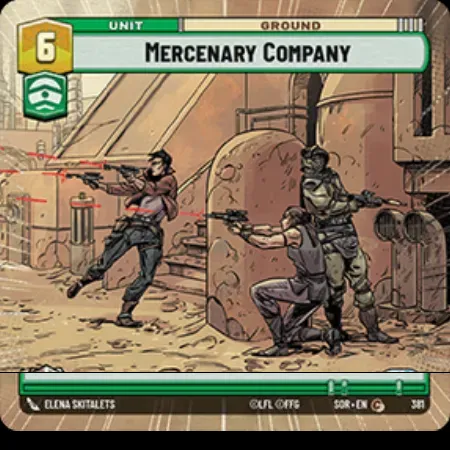 UNIT
GROUND
6
MERCENARY COMPANY
ELENA SKITALETS
©LFL ©FFG
SOR • EN
C
381